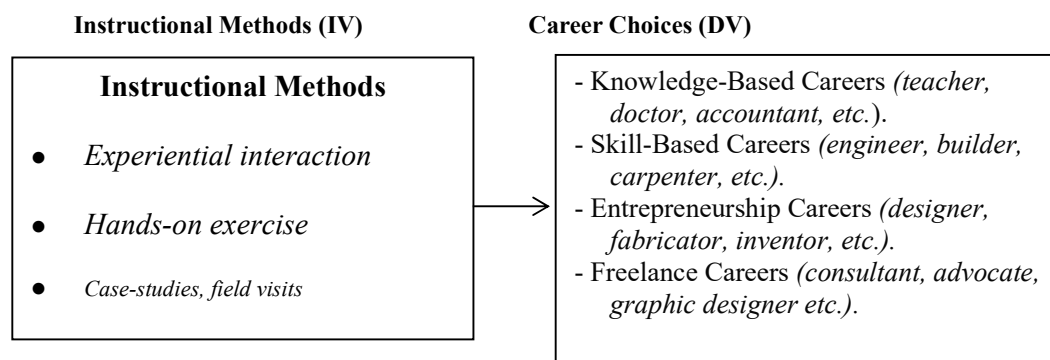 Instructional Methods (IV)
Career Choices (DV)
Instructional Methods
● Experiential interaction
● Hands-on exercise
● Case-studies, field visits
- Knowledge-Based Careers (teacher,
doctor, accountant, etc.).
- Skill-Based Careers (engineer, builder,
carpenter, etc.).
- Entrepreneurship Careers (designer,
fabricator, inventor, etc.).
- Freelance Careers (consultant, advocate,
graphic designer etc.).